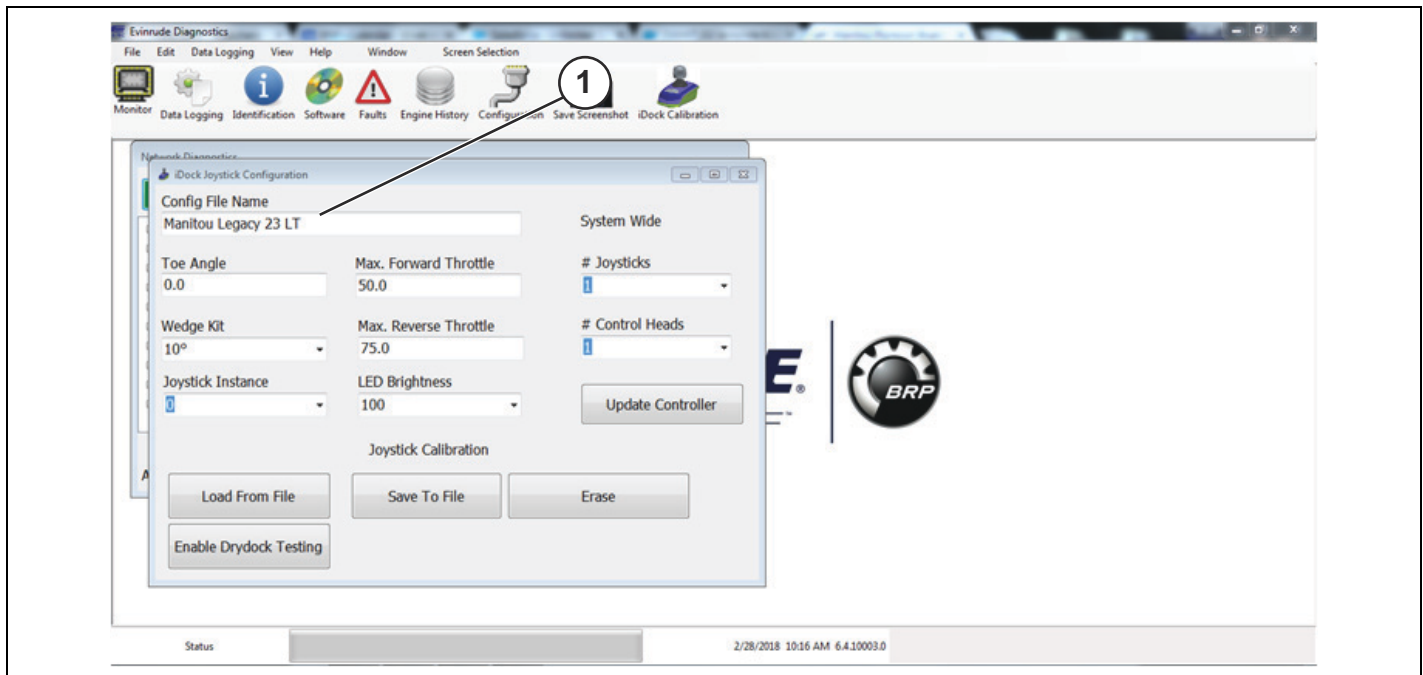 Evinrude Diagnostics
File Edit Data Logging View Help Window Screen Selection
1
Monitor Data Logging Identification Software Faults Engine History Configuration Save Screenshot iDock Calibration
Network Diagnostics
iDock Joystick Configuration
Config File Name
Manitou Legacy 23 LT
System Wide
Toe Angle Max. Forward Throttle # Joysticks
0.0 50.0 1
Wedge Kit Max. Reverse Throttle # Control Heads
10° 75.0 1
Joystick Instance LED Brightness
0 100 Update Controller
E.®
BRP
Joystick Calibration
A
Load From File Save To File Erase
Enable Drydock Testing
Status 2/28/2018 10:16 AM 6.4.10003.0